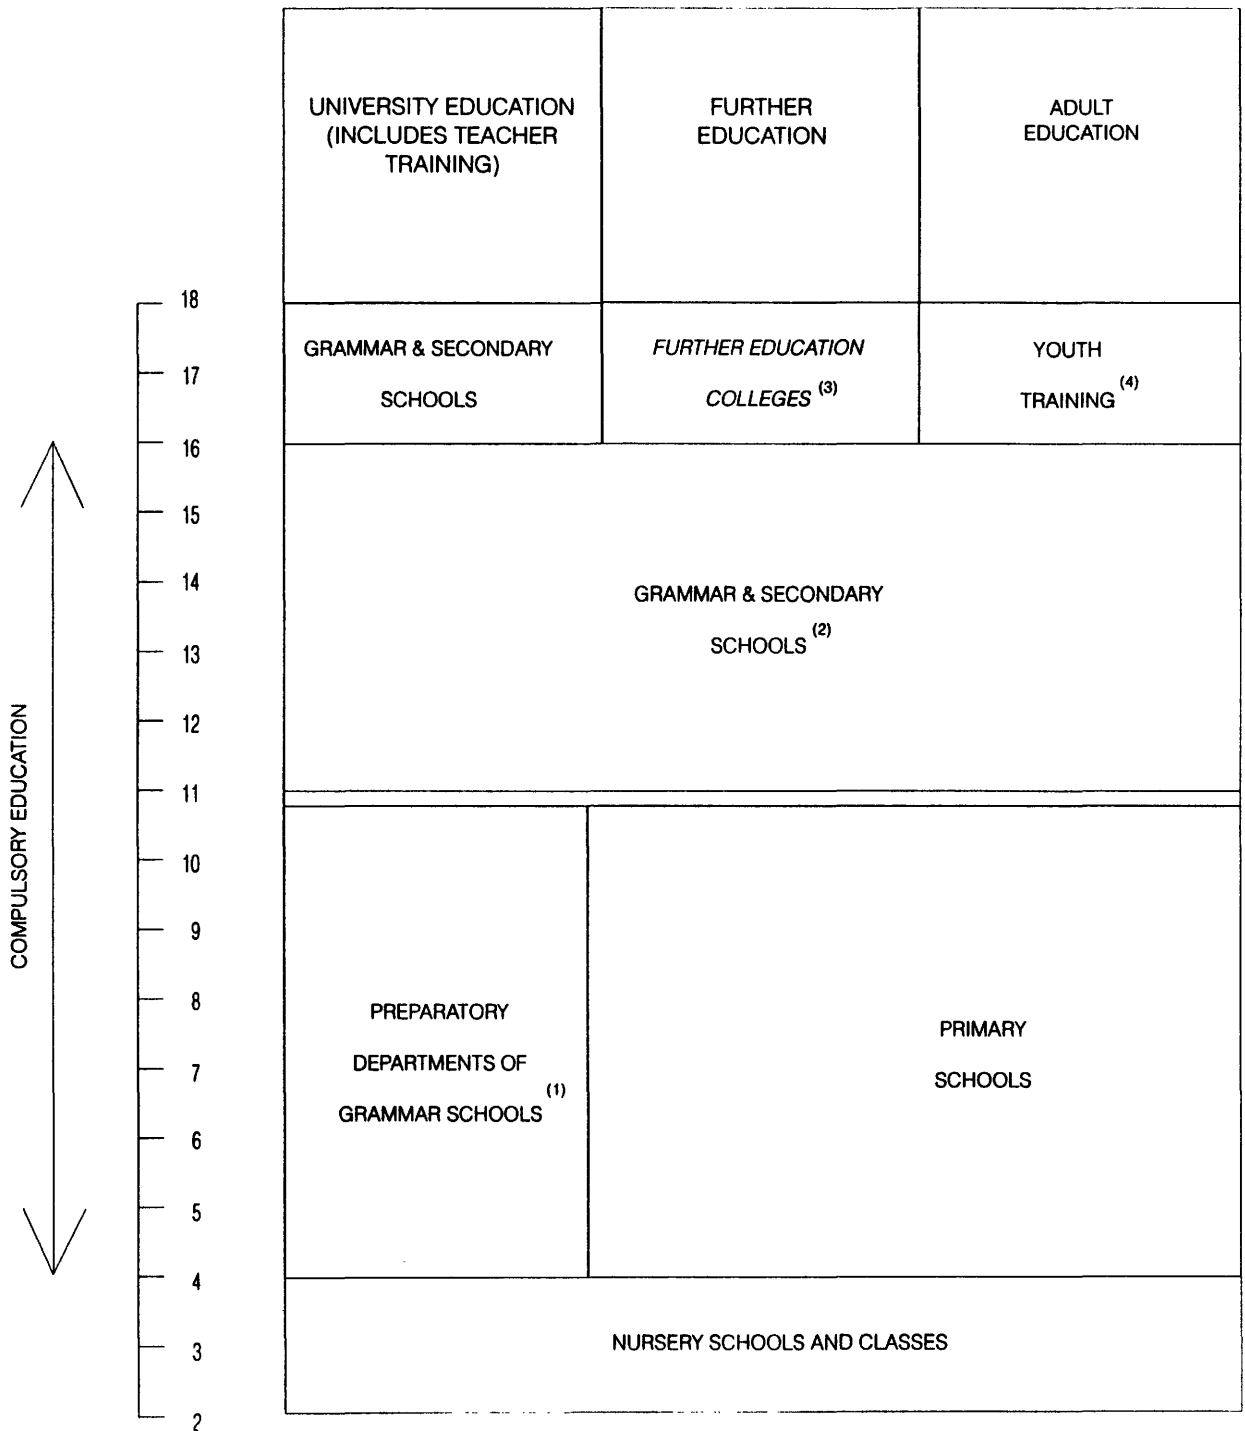 UNIVERSITY EDUCATION
(INCLUDES TEACHER
TRAINING)
FURTHER
EDUCATION
ADULT
EDUCATION
18
GRAMMAR & SECONDARY
SCHOOLS
FURTHER EDUCATION
COLLEGES (3)
YOUTH
TRAINING (4)
17
16
15
14
GRAMMAR & SECONDARY
SCHOOLS (2)
13
12
11
COMPULSORY EDUCATION
10
9
8
PREPARATORY
DEPARTMENTS OF
GRAMMAR SCHOOLS (1)
PRIMARY
SCHOOLS
7
6
5
4
NURSERY SCHOOLS AND CLASSES
3
2